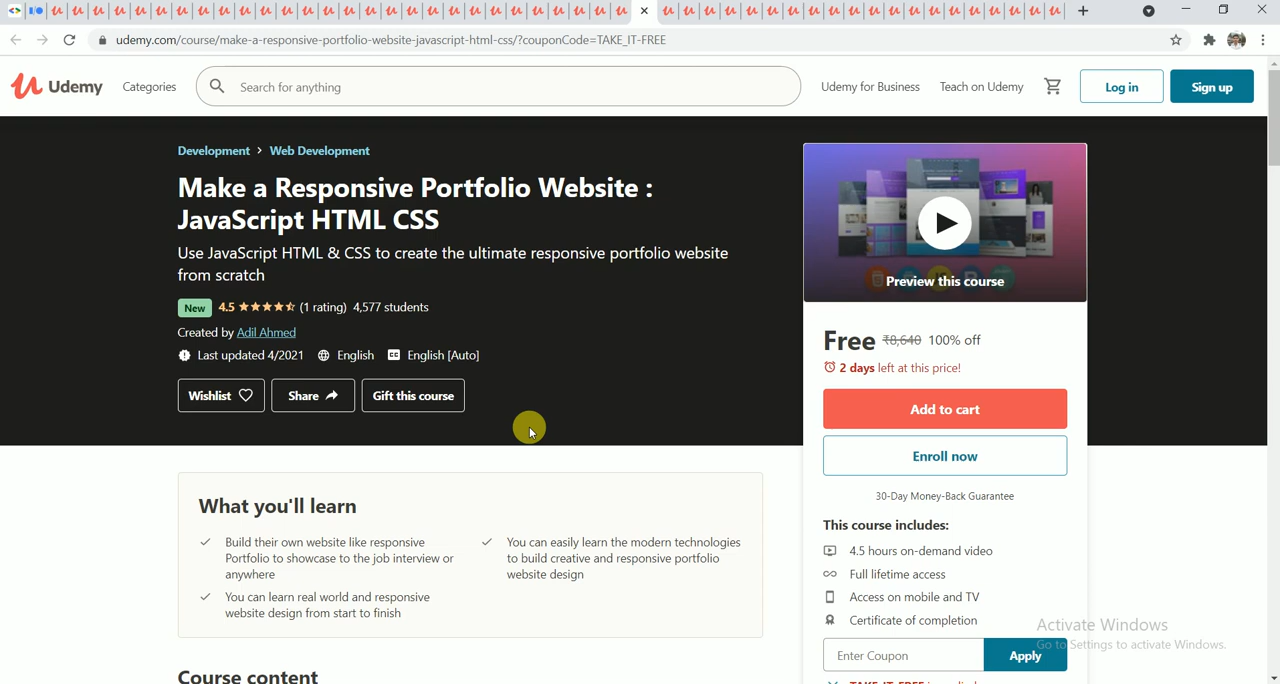 udemy.com/course/make-a-responsive-portfolio-website-javascript-html-css/?couponCode=TAKE_IT-FREE
Udemy
Categories
Search for anything
Udemy for Business
Teach on Udemy
Log in
Sign up
Development > Web Development
Make a Responsive Portfolio Website :
JavaScript HTML CSS
Use JavaScript HTML & CSS to create the ultimate responsive portfolio website
from scratch
New 4.5 (1 rating) 4,577 students
Created by Adil Ahmed
Last updated 4/2021 English English [Auto]
Wishlist
Share
Gift this course
Preview this course
Free ₹8,640 100% off
2 days left at this price!
Add to cart
Enroll now
30-Day Money-Back Guarantee
This course includes:
4.5 hours on-demand video
Full lifetime access
Access on mobile and TV
Certificate of completion
Enter Coupon
Apply
What you'll learn
Build their own website like responsive
Portfolio to showcase to the job interview or
anywhere
You can learn real world and responsive
website design from start to finish
You can easily learn the modern technologies
to build creative and responsive portfolio
website design
Course content
Activate Windows
Go to Settings to activate Windows.